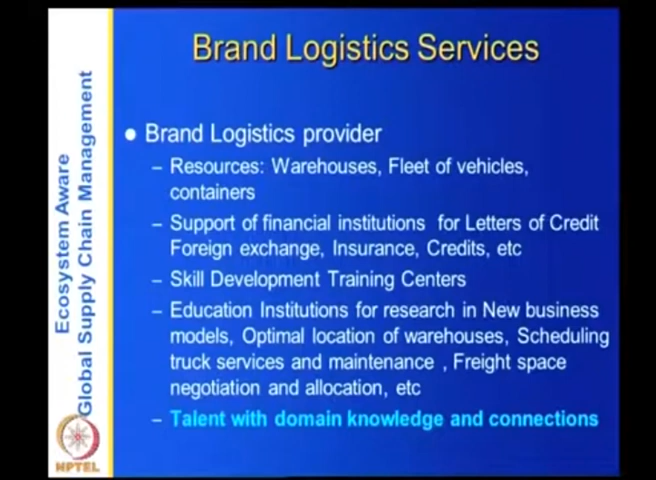 Brand Logistics Services
Ecosystem Aware
Global Supply Chain Management
● Brand Logistics provider
– Resources: Warehouses, Fleet of vehicles,
containers
– Support of financial institutions for Letters of Credit
Foreign exchange, Insurance, Credits, etc
– Skill Development Training Centers
– Education Institutions for research in New business
models, Optimal location of warehouses, Scheduling
truck services and maintenance , Freight space
negotiation and allocation, etc
– Talent with domain knowledge and connections
NPTEL